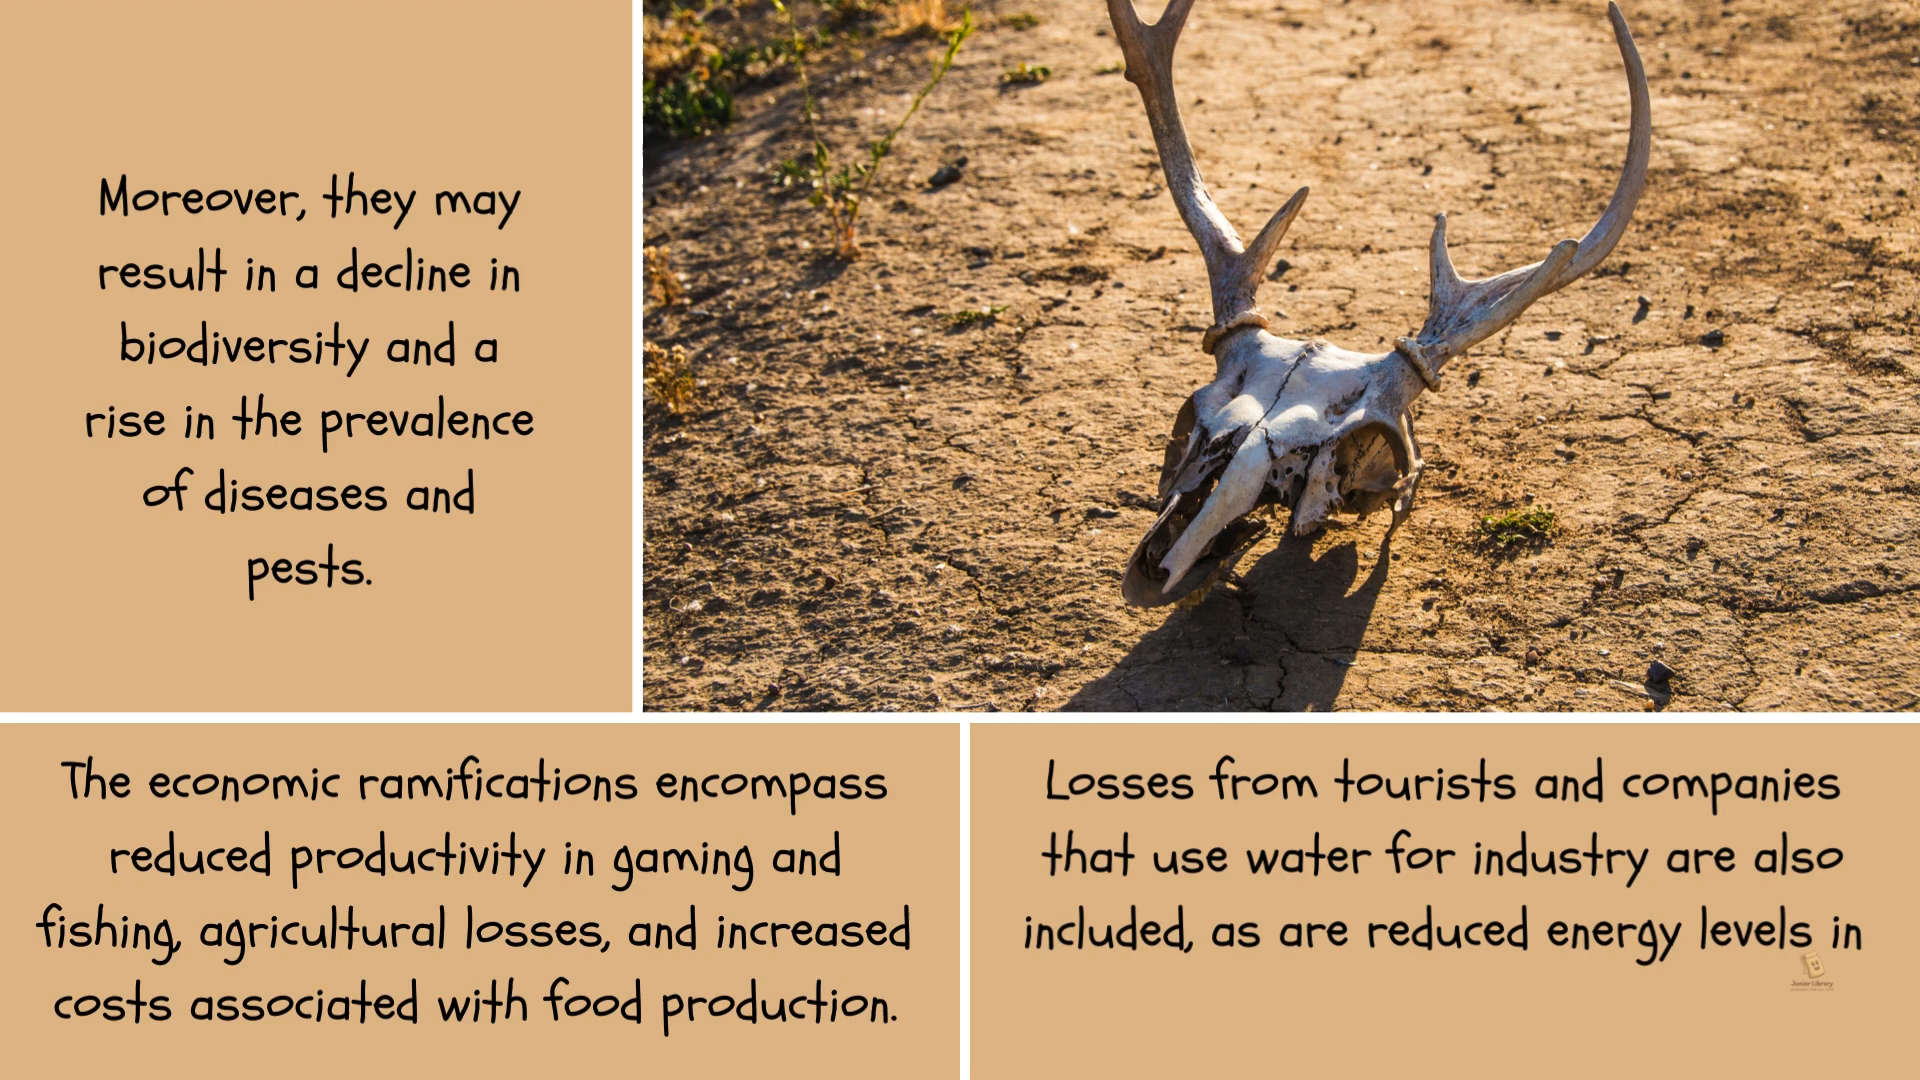 Moreover, they may
result in a decline in
biodiversity and a
rise in the prevalence
of diseases and
pests.
The economic ramifications encompass
reduced productivity in gaming and
fishing, agricultural losses, and increased
costs associated with food production.
Losses from tourists and companies
that use water for industry are also
included, as are reduced energy levels in
Junior Library